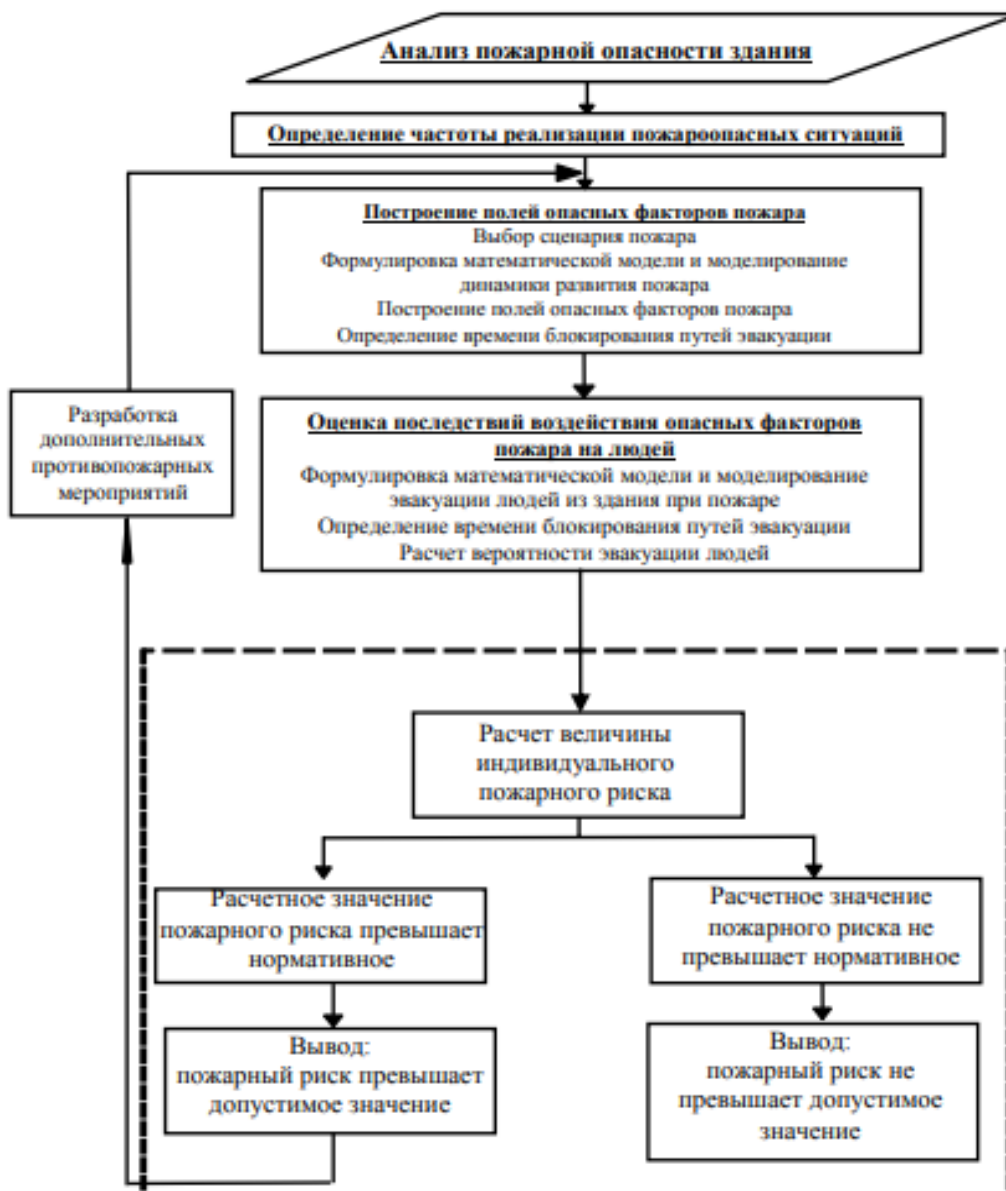 Анализ пожарной опасности здания
Определение частоты реализации пожароопасных ситуаций
Построение полей опасных факторов пожара
Выбор сценария пожара
Формулировка математической модели и моделирование
динамики развития пожара
Построение полей опасных факторов пожара
Определение времени блокирования путей эвакуации
Разработка
дополнительных
противопожарных
мероприятий
Оценка последствий воздействия опасных факторов
пожара на людей
Формулировка математической модели и моделирование
эвакуации людей из здания при пожаре
Определение времени блокирования путей эвакуации
Расчет вероятности эвакуации людей
Расчет величины
индивидуального
пожарного риска
Расчетное значение
пожарного риска превышает
нормативное
Расчетное значение
пожарного риска не
превышает нормативное
Вывод:
пожарный риск превышает
допустимое значение
Вывод:
пожарный риск не
превышает допустимое
значение